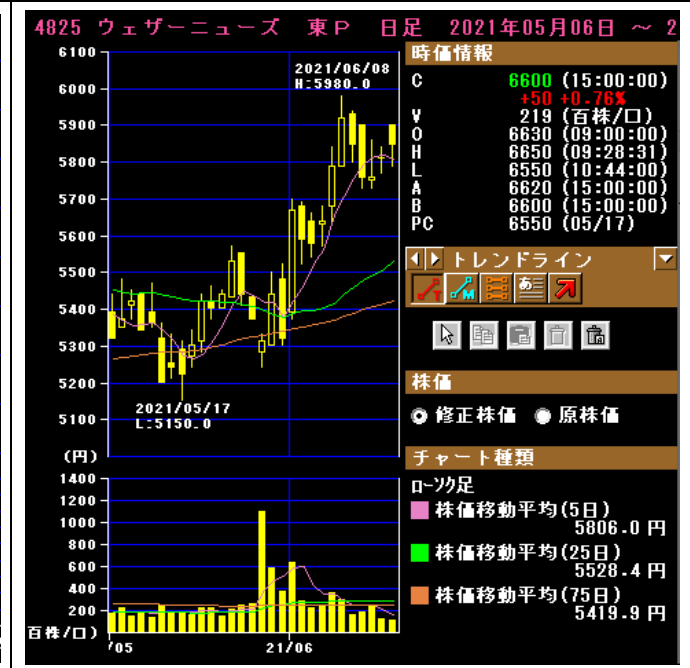 4825 ウェザーニューズ 東P 日足 2021年05月06日 ～ 2
6100
6000
5900
5800
5700
5600
5500
5400
5300
5200
5100
(円)
2021/06/08
H:5980.0
2021/05/17
L:5150.0
1400
1200
1000
800
600
400
200
百株/口)
'05
21/06
時価情報
C 6600 (15:00:00)
+50 +0.76%
V 219 (百株/口)
O 6630 (09:00:00)
H 6650 (09:28:31)
L 6550 (10:44:00)
A 6620 (15:00:00)
B 6600 (15:00:00)
PC 6550 (05/17)
トレンドライン
T M あ
株価
修正株価 原株価
チャート種類
ローソク足
株価移動平均(5日)
5806.0 円
株価移動平均(25日)
5528.4 円
株価移動平均(75日)
5419.9 円